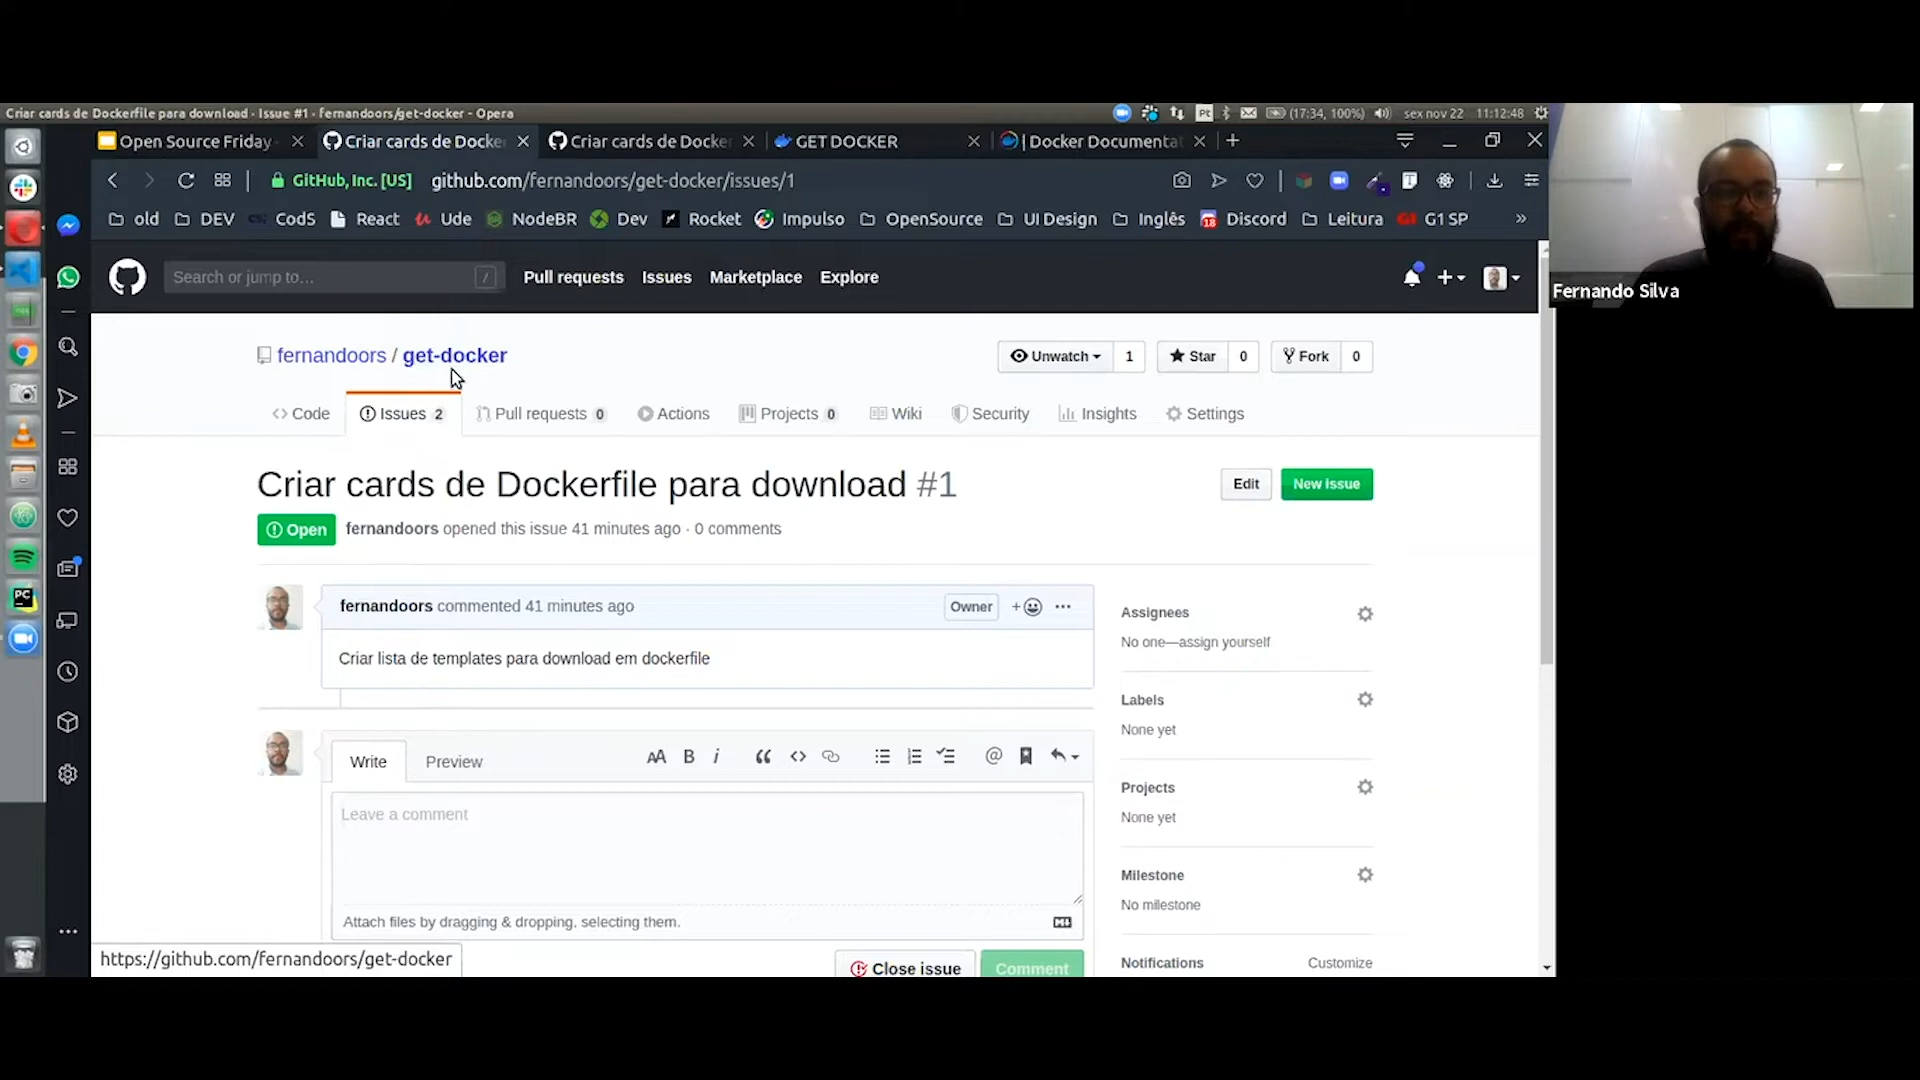 Criar cards de Dockerfile para download · Issue #1 · fernandoors/get-docker - Opera
Pt
(17:34, 100%)
sex nov 22
11:12:48
Open Source Friday
Criar cards de Docke
Criar cards de Docker
GET DOCKER
| Docker Documentat
GitHub, Inc. [US]
github.com/fernandoors/get-docker/issues/1
old
DEV
CodS
React
Ude
NodeBR
Dev
Rocket
Impulso
OpenSource
UI Design
Inglês
18
Discord
Leitura
G1
G1 SP
»
Search or jump to…
/
Pull requests
Issues
Marketplace
Explore
Fernando Silva
fernandoors / get-docker
Unwatch
1
Star
0
Fork
0
Code
Issues 2
Pull requests 0
Actions
Projects 0
Wiki
Security
Insights
Settings
Criar cards de Dockerfile para download #1
Edit
New issue
Open
fernandoors opened this issue 41 minutes ago · 0 comments
fernandoors commented 41 minutes ago
Owner
Criar lista de templates para download em dockerfile
Assignees
No one—assign yourself
Labels
None yet
Projects
None yet
Milestone
No milestone
Notifications
Customize
Write
Preview
AA B i
Leave a comment
Attach files by dragging & dropping, selecting them.
Close issue
Comment
https://github.com/fernandoors/get-docker
PC